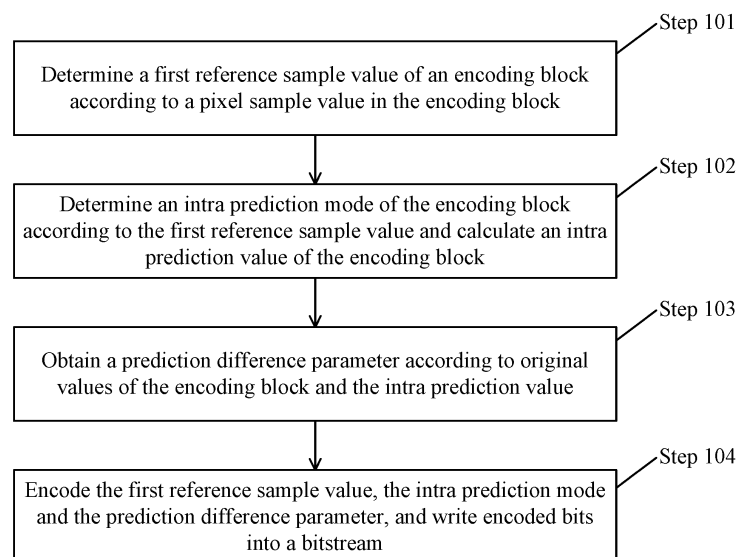 Step 101
Determine a first reference sample value of an encoding block
according to a pixel sample value in the encoding block
Step 102
Determine an intra prediction mode of the encoding block
according to the first reference sample value and calculate an intra
prediction value of the encoding block
Step 103
Obtain a prediction difference parameter according to original
values of the encoding block and the intra prediction value
Step 104
Encode the first reference sample value, the intra prediction mode
and the prediction difference parameter, and write encoded bits
into a bitstream